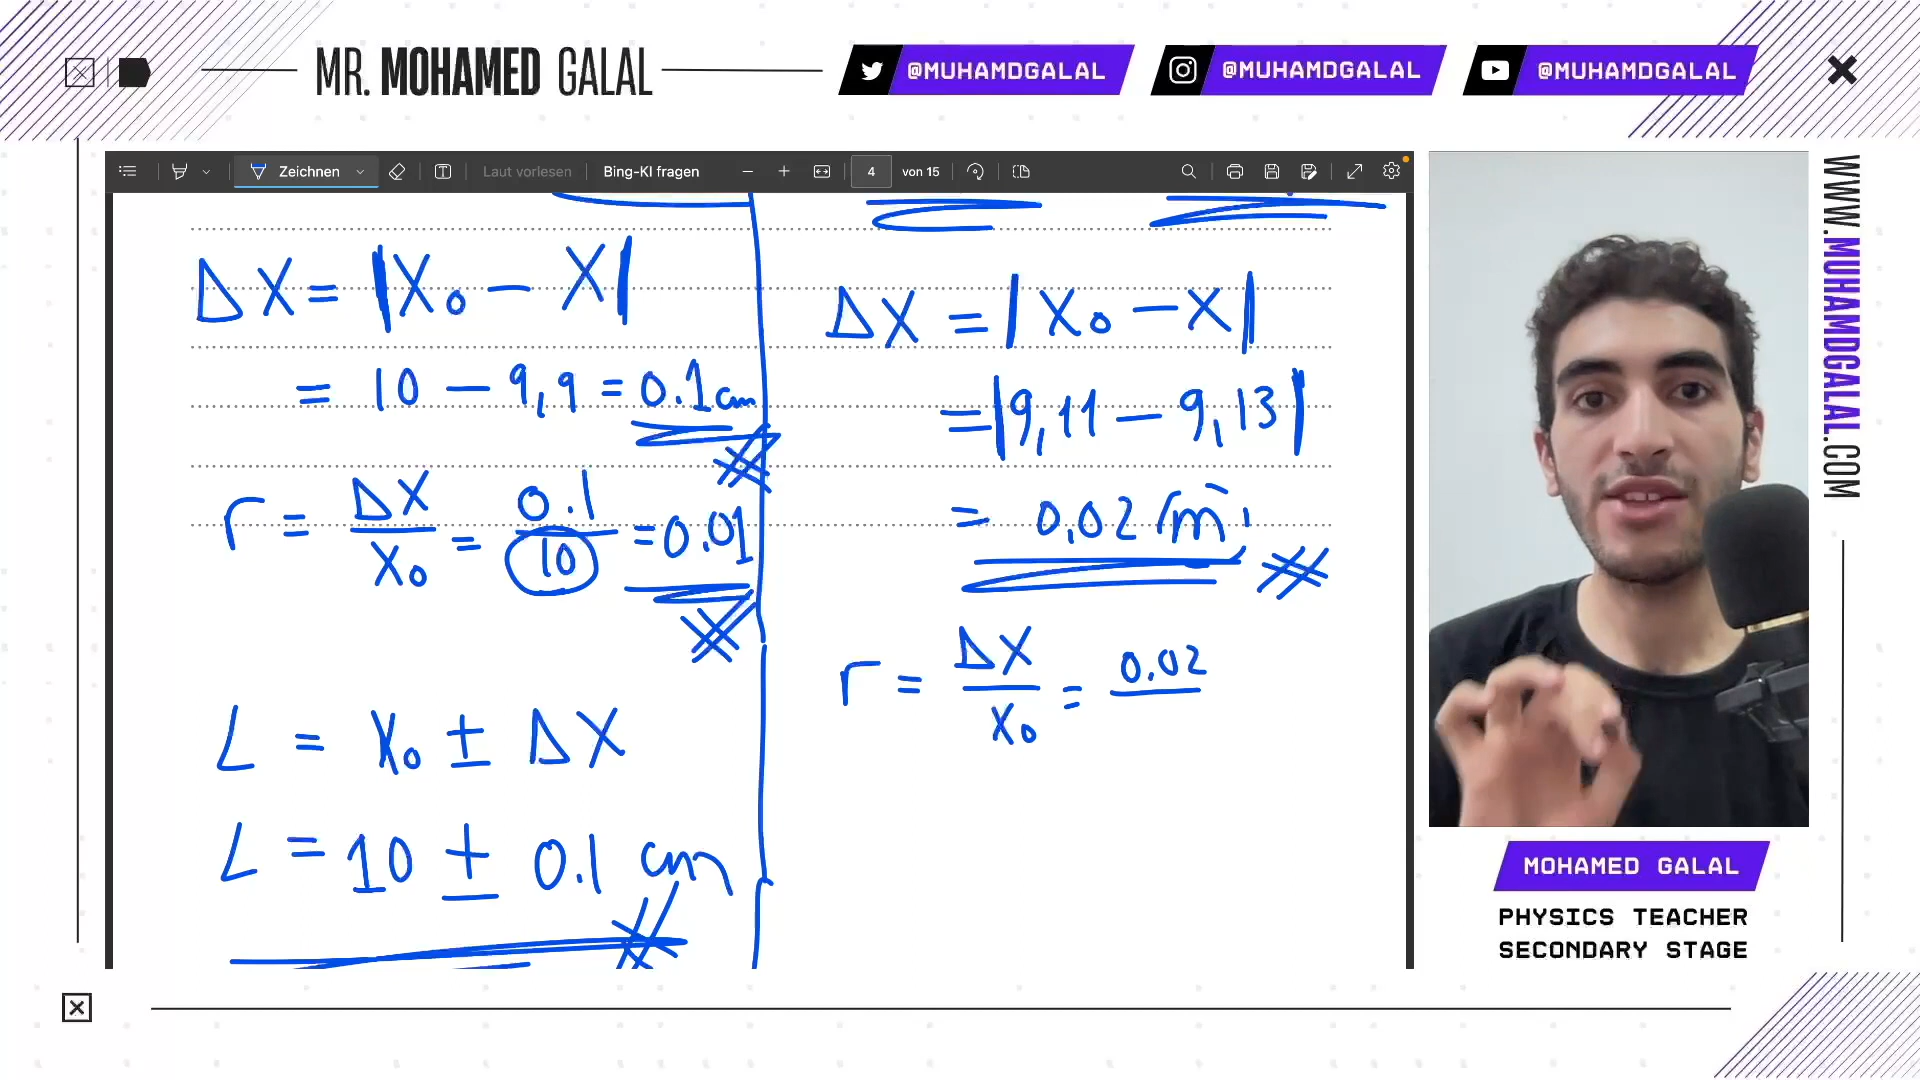 MR. MOHAMED GALAL
@MUHAMDGALAL
@MUHAMDGALAL
@MUHAMDGALAL
Zeichnen
Laut vorlesen
Bing-KI fragen
4
von 15
ΔX = |X₀ − X|
= 10 − 9,9 = 0.1 cm
r = ΔX/X₀ = 0.1/10 = 0.01
L = X₀ ± ΔX
L = 10 ± 0.1 cm
ΔX = |X₀ − X|
= |9,11 − 9,13|
= 0,02 m
r = ΔX/X₀ = 0.02
WWW.MUHAMDGALAL.COM
MOHAMED GALAL
PHYSICS TEACHER
SECONDARY STAGE